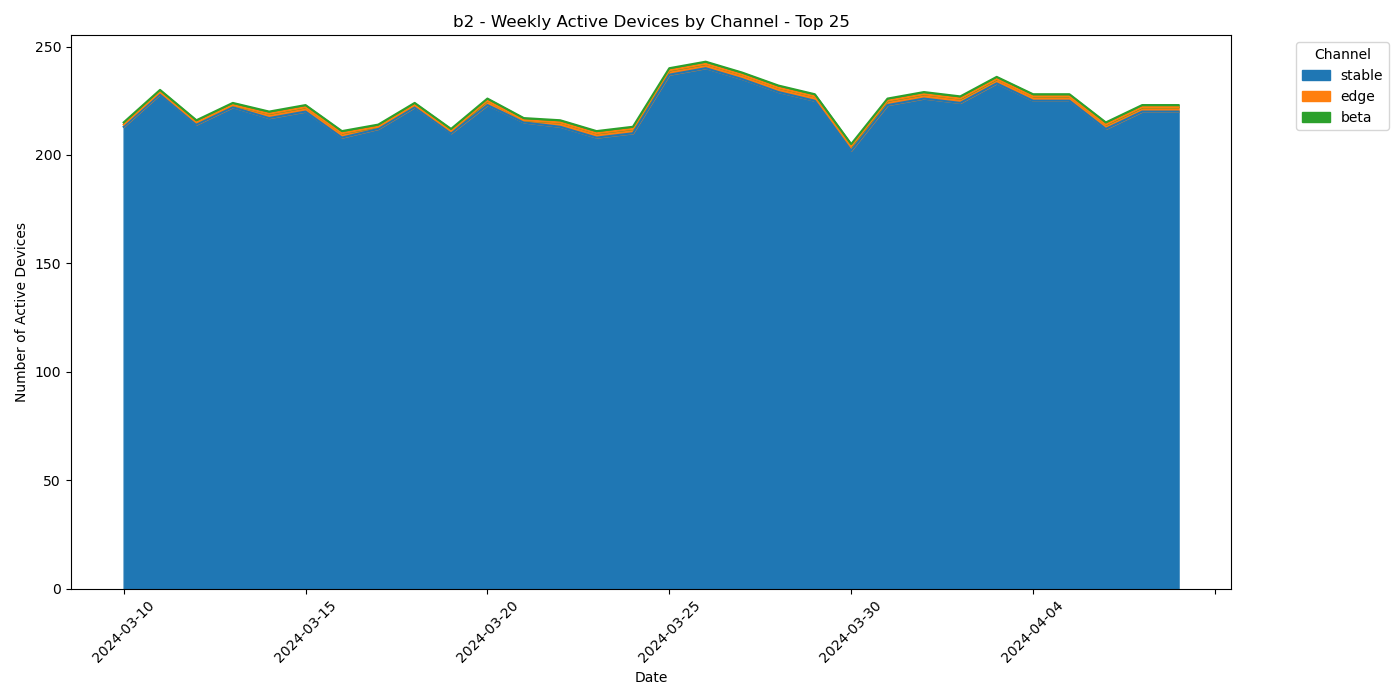 b2 - Weekly Active Devices by Channel - Top 25
Channel
stable
edge
beta
Number of Active Devices
250
200
150
100
50
0
2024-03-10
2024-03-15
2024-03-20
2024-03-25
2024-03-30
2024-04-04
Date